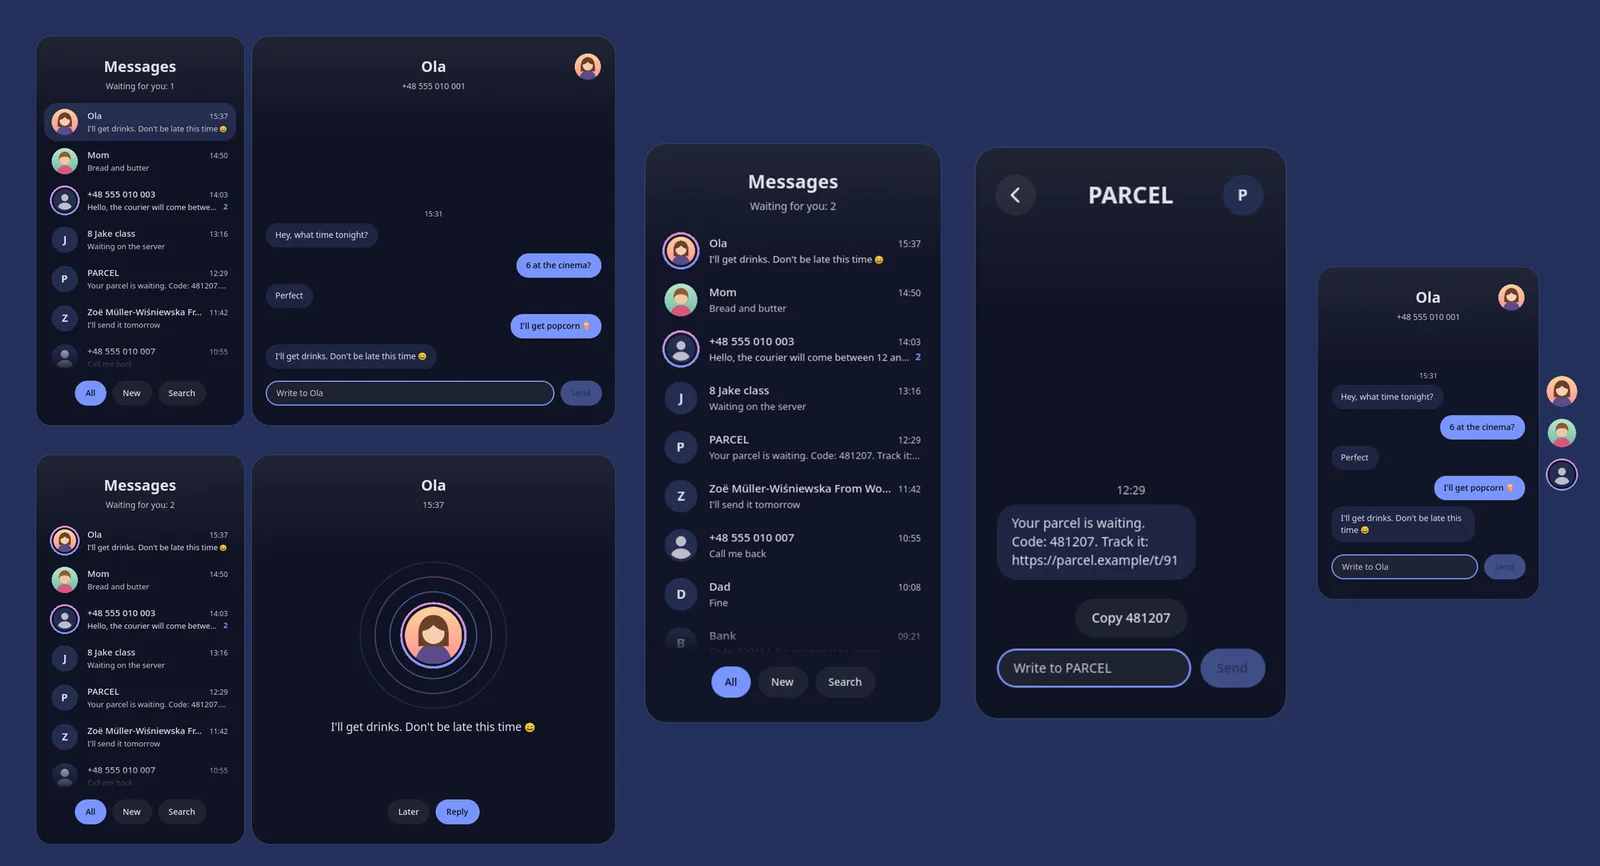 Messages
Waiting for you: 1
Ola 15:37
I'll get drinks. Don't be late this time 😄
Mom 14:50
Bread and butter
+48 555 010 003 14:03
Hello, the courier will come betwe... 2
8 Jake class 13:16
Waiting on the server
PARCEL 12:29
Your parcel is waiting. Code: 481207....
Zoë Müller-Wiśniewska Fr... 11:42
I'll send it tomorrow
+48 555 010 007 10:55
Call me back
All New Search
Ola
+48 555 010 001
15:31
Hey, what time tonight?
6 at the cinema?
Perfect
I'll get popcorn 🍿
I'll get drinks. Don't be late this time 😄
Write to Ola Send
Messages
Waiting for you: 2
Ola 15:37
I'll get drinks. Don't be late this time 😄
Mom 14:50
Bread and butter
+48 555 010 003 14:03
Hello, the courier will come betwe... 2
J 8 Jake class 13:16
Waiting on the server
P PARCEL 12:29
Your parcel is waiting. Code: 481207....
Z Zoë Müller-Wiśniewska Fr... 11:42
I'll send it tomorrow
+48 555 010 007 10:55
Call me back
All New Search
Ola
15:37
I'll get drinks. Don't be late this time 😄
Later Reply
Messages
Waiting for you: 2
Ola 15:37
I'll get drinks. Don't be late this time 😄
Mom 14:50
Bread and butter
+48 555 010 003 14:03
Hello, the courier will come between 12 an... 2
J 8 Jake class 13:16
Waiting on the server
P PARCEL 12:29
Your parcel is waiting. Code: 481207. Track it:...
Z Zoë Müller-Wiśniewska From Wo... 11:42
I'll send it tomorrow
+48 555 010 007 10:55
Call me back
D Dad 10:08
Fine
B Bank 09:21
All New Search
PARCEL P
12:29
Your parcel is waiting.
Code: 481207. Track it:
https://parcel.example/t/91
Copy 481207
Write to PARCEL Send
Ola
+48 555 010 001
15:31
Hey, what time tonight?
6 at the cinema?
Perfect
I'll get popcorn 🍿
I'll get drinks. Don't be late this
time 😄
Write to Ola Send